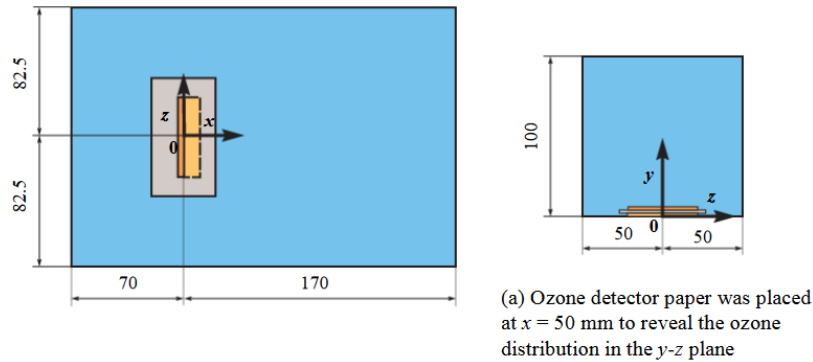 82.5
z
x
0
82.5
70
170
100
y
z
50
0
50
(a) Ozone detector paper was placed
at x = 50 mm to reveal the ozone
distribution in the y-z plane